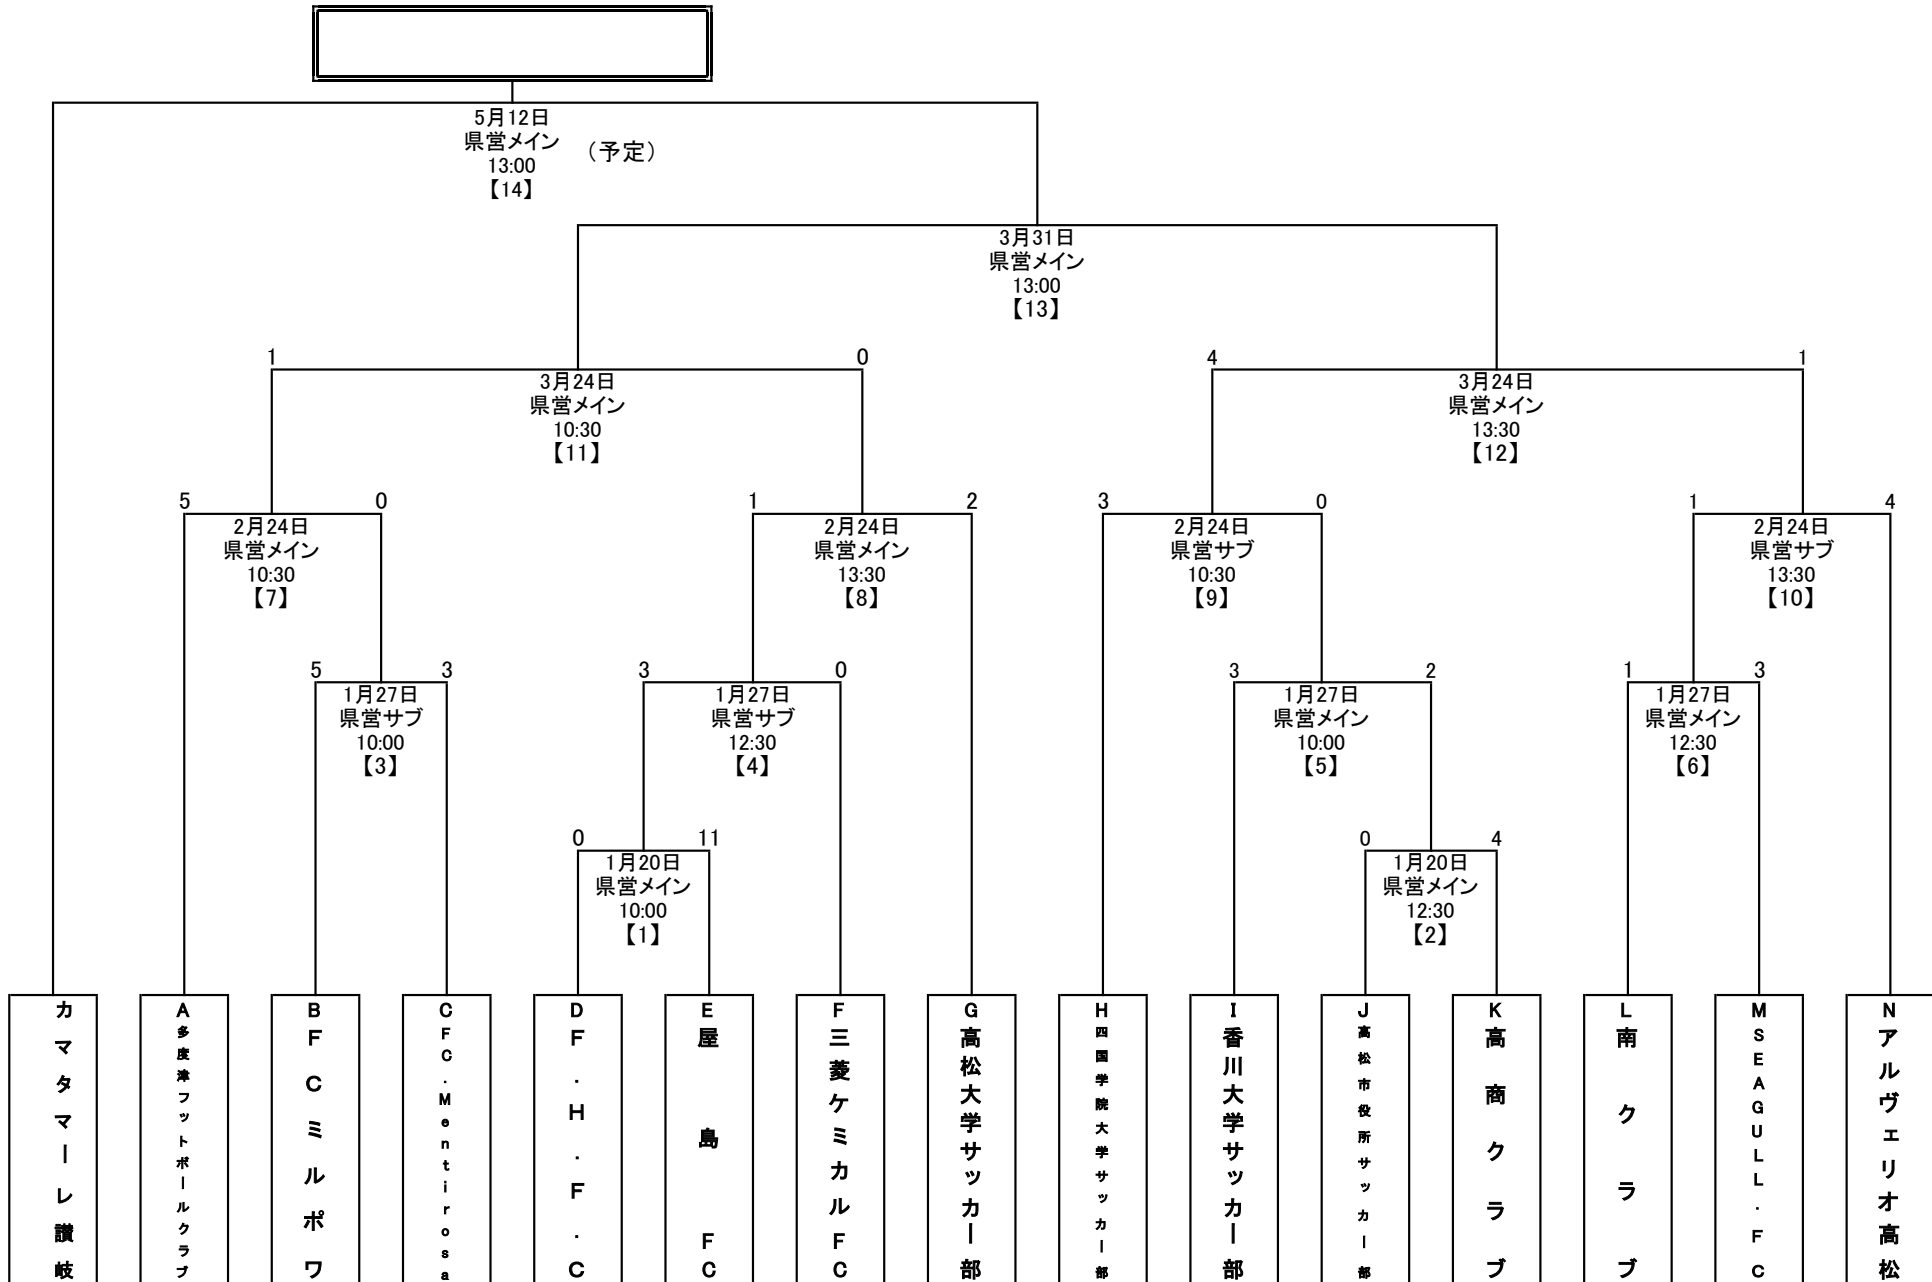 5月12日
県営メイン
13:00
【14】
（予定）
3月31日
県営メイン
13:00
【13】
1 0
3月24日
県営メイン
10:30
【11】
4 1
3月24日
県営メイン
13:30
【12】
5 0
2月24日
県営メイン
10:30
【7】
1 2
2月24日
県営メイン
13:30
【8】
3 0
2月24日
県営サブ
10:30
【9】
1 4
2月24日
県営サブ
13:30
【10】
5 3
1月27日
県営サブ
10:00
【3】
3 0
1月27日
県営サブ
12:30
【4】
3 2
1月27日
県営メイン
10:00
【5】
1 3
1月27日
県営メイン
12:30
【6】
0 11
1月20日
県営メイン
10:00
【1】
0 4
1月20日
県営メイン
12:30
【2】
カマタマーレ讃岐
A多度津フットボールクラブ
BFCミルポワ
CFC.Mentirosa
DF.H.F.C
E屋島FC
F三菱ケミカルFC
G高松大学サッカー部
H四国学院大学サッカー部
I香川大学サッカー部
J高松市役所サッカー部
K高商クラブ
L南クラブ
MSEAGULL.FC
Nアルヴェリオ高松